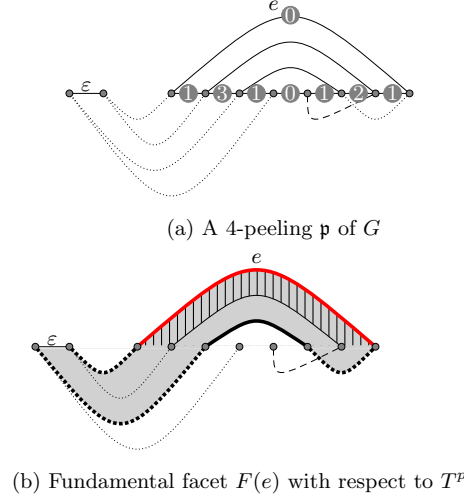 e
0
ε
1 3 1 0 1 2 1
(a) A 4-peeling 𝔭 of G
e
ε
(b) Fundamental facet F(e) with respect to T^p